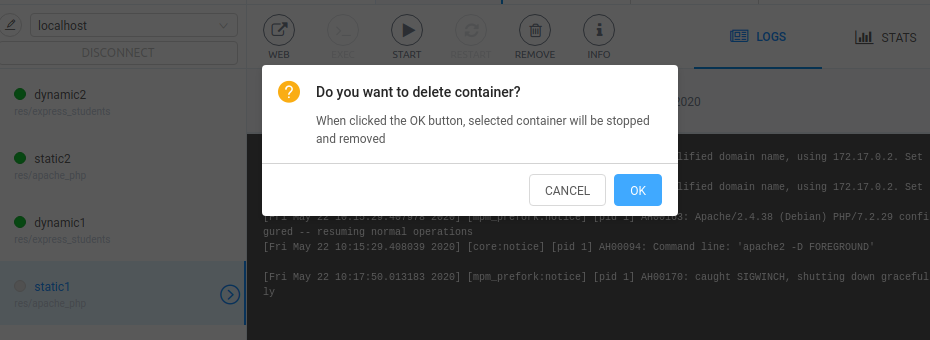 localhost
DISCONNECT
WEB
EXEC
START
RESTART
REMOVE
INFO
LOGS
STATS
dynamic2
res/express_students
static2
res/apache_php
dynamic1
res/express_students
static1
res/apache_php
2020
?
Do you want to delete container?
When clicked the OK button, selected container will be stopped
and removed
CANCEL
OK
lified domain name, using 172.17.0.2. Set
lified domain name, using 172.17.0.2. Set
[Fri May 22 10:15:29.407978 2020] [mpm_prefork:notice] [pid 1] AH00163: Apache/2.4.38 (Debian) PHP/7.2.29 confi
gured -- resuming normal operations
[Fri May 22 10:15:29.408039 2020] [core:notice] [pid 1] AH00094: Command line: 'apache2 -D FOREGROUND'
[Fri May 22 10:17:50.013183 2020] [mpm_prefork:notice] [pid 1] AH00170: caught SIGWINCH, shutting down graceful
ly